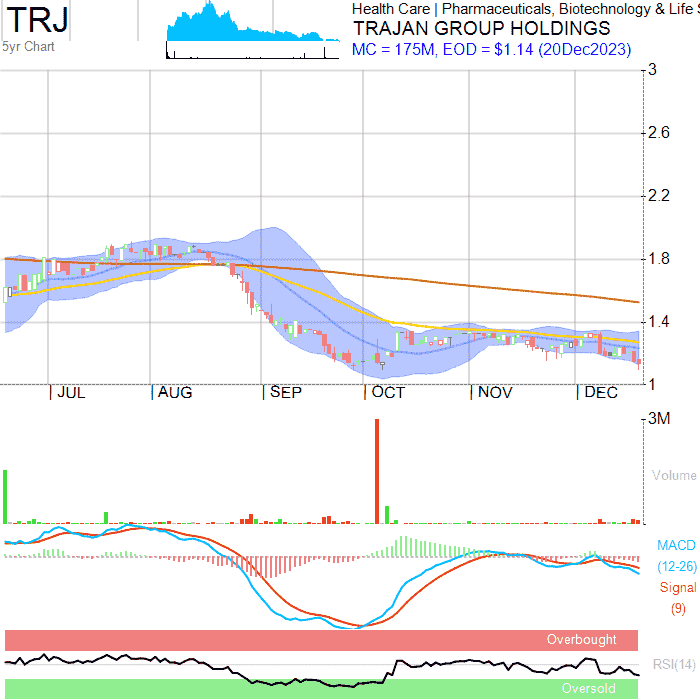 TRJ
5yr Chart
Health Care | Pharmaceuticals, Biotechnology & Life S
TRAJAN GROUP HOLDINGS
MC = 175M, EOD = $1.14 (20Dec2023)
3
2.6
2.2
1.8
1.4
1
| JUL | AUG | SEP | OCT | NOV | DEC
3M
Volume
MACD
(12-26)
Signal
(9)
Overbought
RSI(14)
Oversold